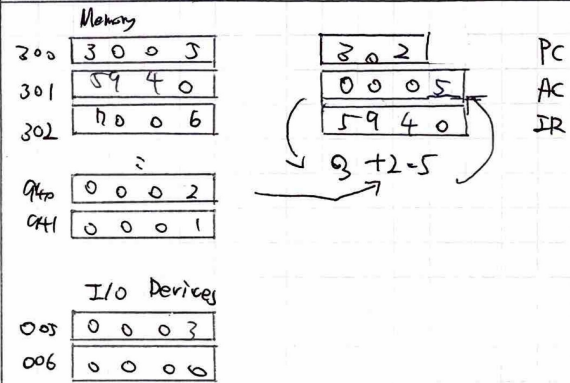 Memory
300 3 0 0 5 3 0 2 PC
301 5 9 4 0 0 0 0 5 AC
302 7 0 0 6 5 9 4 0 IR
3 + 2 = 5
940 0 0 0 2
941 0 0 0 1
I/O Devices
005 0 0 0 3
006 0 0 0 0